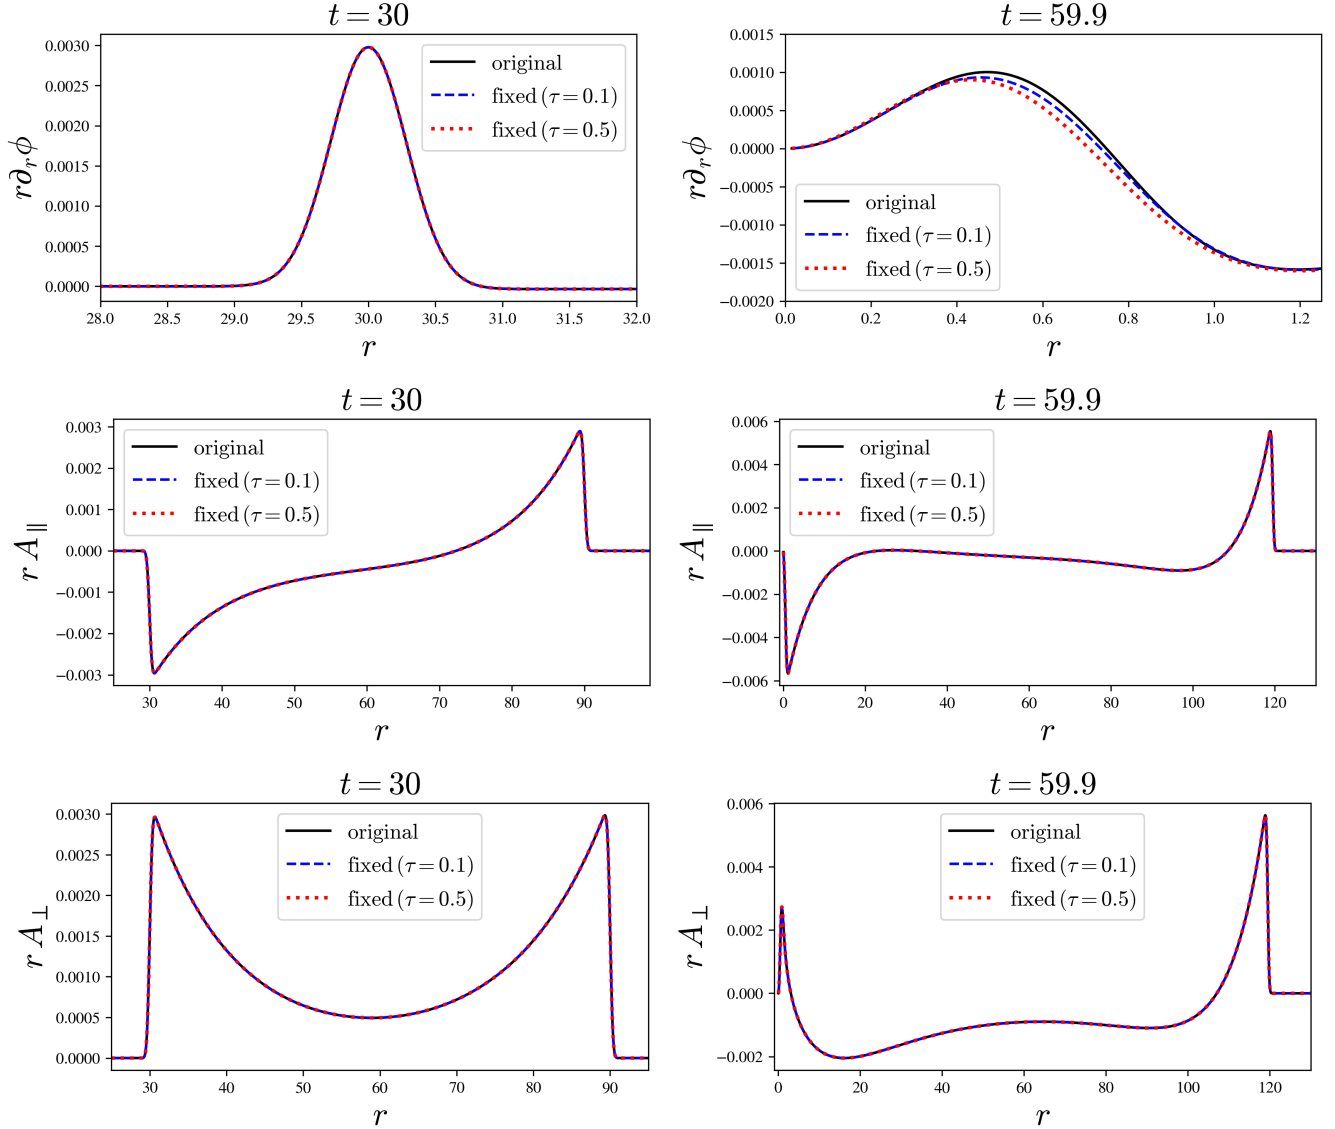 t = 30
0.0030
0.0025
0.0020
0.0015
0.0010
0.0005
0.0000
r∂ᵣϕ
original
fixed (τ = 0.1)
fixed (τ = 0.5)
28.0 28.5 29.0 29.5 30.0 30.5 31.0 31.5 32.0
r
t = 59.9
0.0015
0.0010
0.0005
0.0000
−0.0005
−0.0010
−0.0015
−0.0020
r∂ᵣϕ
original
fixed (τ = 0.1)
fixed (τ = 0.5)
0.0 0.2 0.4 0.6 0.8 1.0 1.2
r
t = 30
0.003
0.002
0.001
0.000
−0.001
−0.002
−0.003
r A∥
original
fixed (τ = 0.1)
fixed (τ = 0.5)
30 40 50 60 70 80 90
r
t = 59.9
0.006
0.004
0.002
0.000
−0.002
−0.004
−0.006
r A∥
original
fixed (τ = 0.1)
fixed (τ = 0.5)
0 20 40 60 80 100 120
r
t = 30
0.0030
0.0025
0.0020
0.0015
0.0010
0.0005
0.0000
r A⊥
original
fixed (τ = 0.1)
fixed (τ = 0.5)
30 40 50 60 70 80 90
r
t = 59.9
0.006
0.004
0.002
0.000
−0.002
r A⊥
original
fixed (τ = 0.1)
fixed (τ = 0.5)
0 20 40 60 80 100 120
r